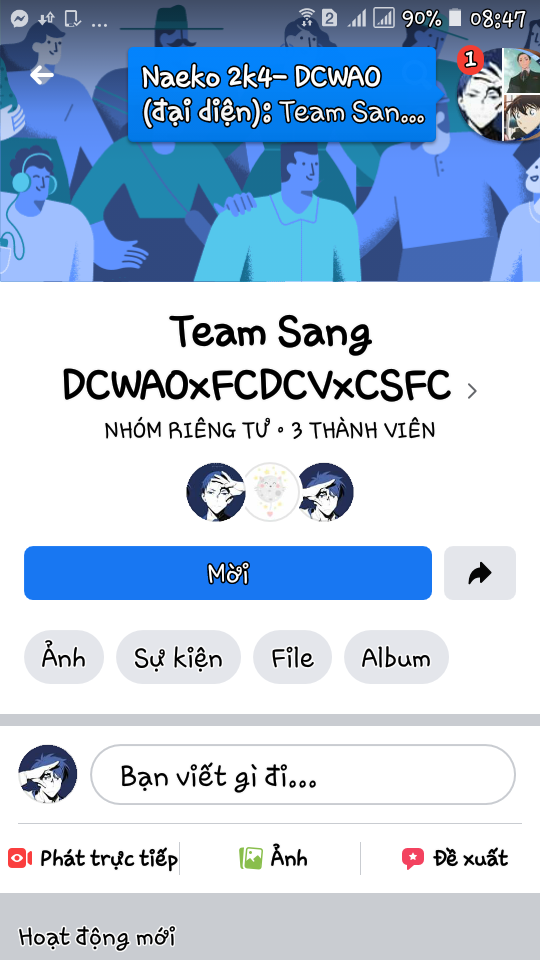 2 90% 08:47
Naeko 2k4- DCWAO
(đại diện): Team San...
1
Team Sang
DCWAOxFCDCVxCSFC
NHÓM RIÊNG TƯ • 3 THÀNH VIÊN
Mời
Ảnh Sự kiện File Album
Bạn viết gì đi...
Phát trực tiếp Ảnh Đề xuất
Hoạt động mới